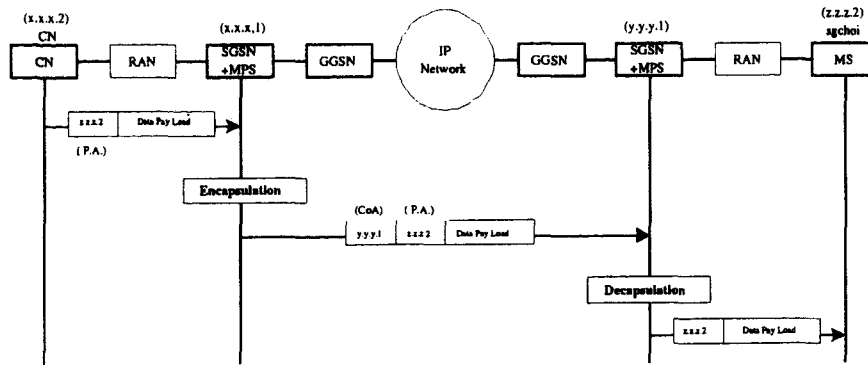 (x.x.x.2)
CN
(x.x.x,1)
(y.y.y.1)
(z.z.z.2)
sgchoi
CN
RAN
SGSN
+MPS
GGSN
IP
Network
GGSN
SGSN
+MPS
RAN
MS
z.z.z.2 Data Pay Load
( P.A.)
Encapsulation
(CoA) ( P.A.)
y.y.y.1 z.z.z.2 Data Pay Load
Decapsulation
z.z.z.2 Data Pay Load